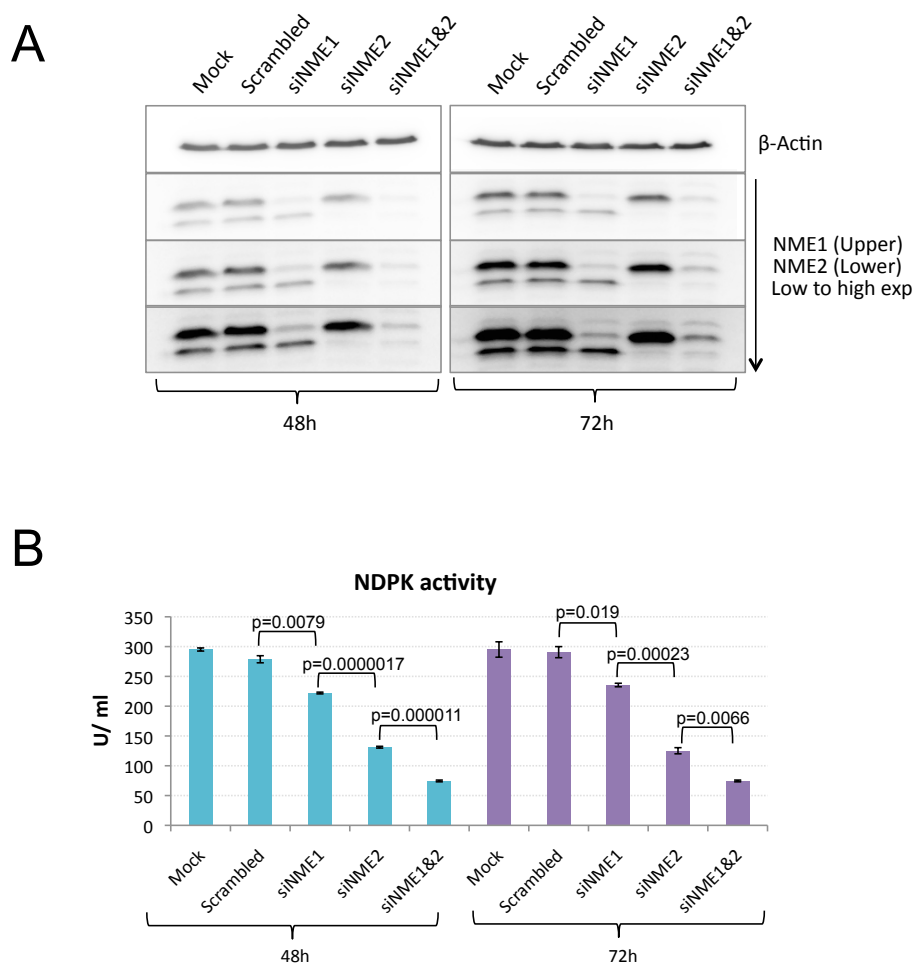 A
Mock Scrambled siNME1 siNME2 siNME1&2 Mock Scrambled siNME1 siNME2 siNME1&2
β-Actin
NME1 (Upper)
NME2 (Lower)
Low to high exp
48h 72h
B
NDPK activity
U/ ml
350
300
250
200
150
100
50
0
p=0.0079 p=0.019
p=0.0000017 p=0.00023
p=0.000011 p=0.0066
Mock Scrambled siNME1 siNME2 siNME1&2 Mock Scrambled siNME1 siNME2 siNME1&2
48h 72h